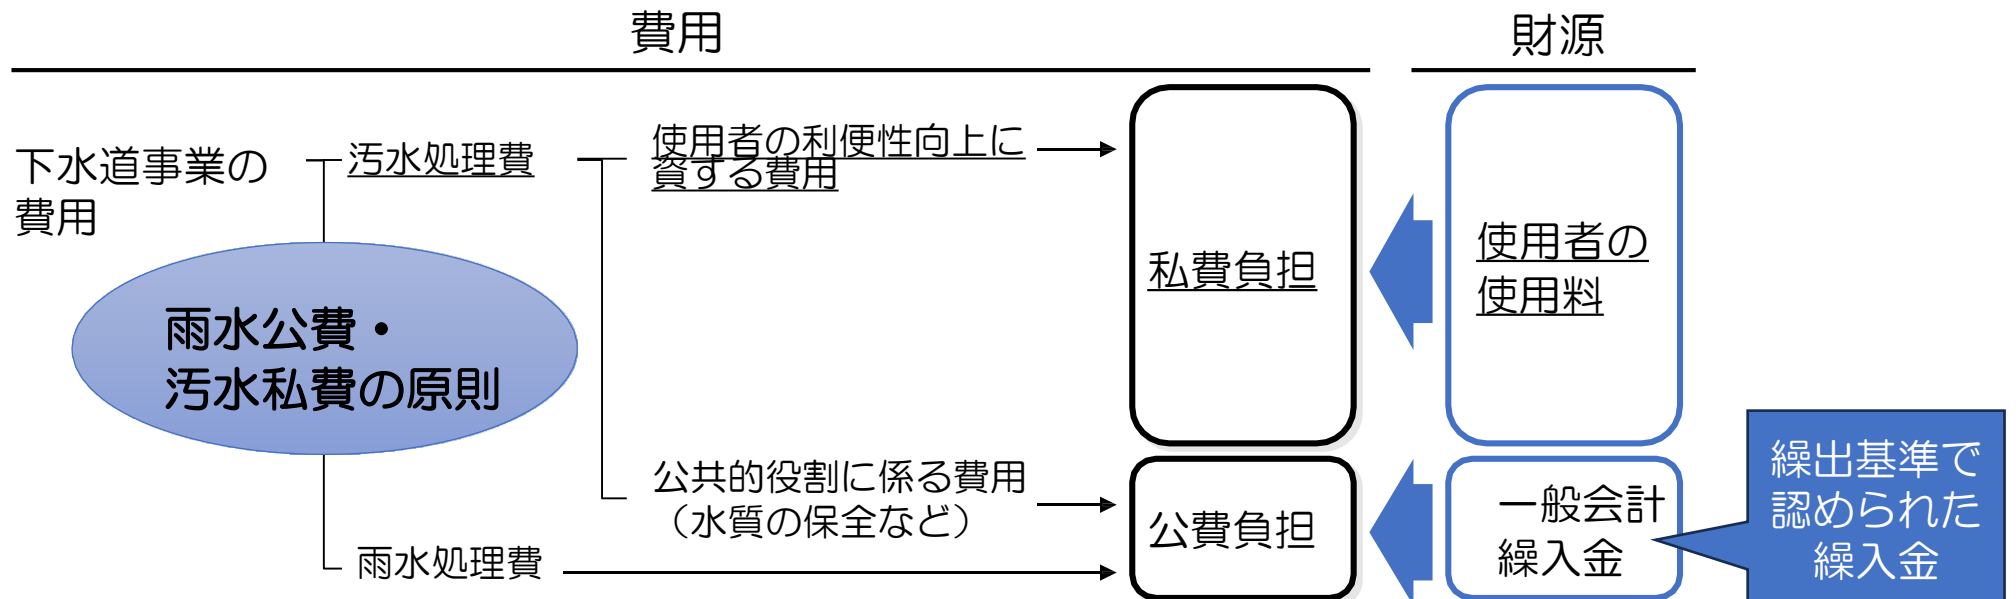 費用
財源
下水道事業の
費用
汚水処理費
使用者の利便性向上に
資する費用
私費負担
使用者の
使用料
雨水公費・
汚水私費の原則
公共的役割に係る費用
（水質の保全など）
雨水処理費
公費負担
一般会計
繰入金
繰出基準で
認められた
繰入金